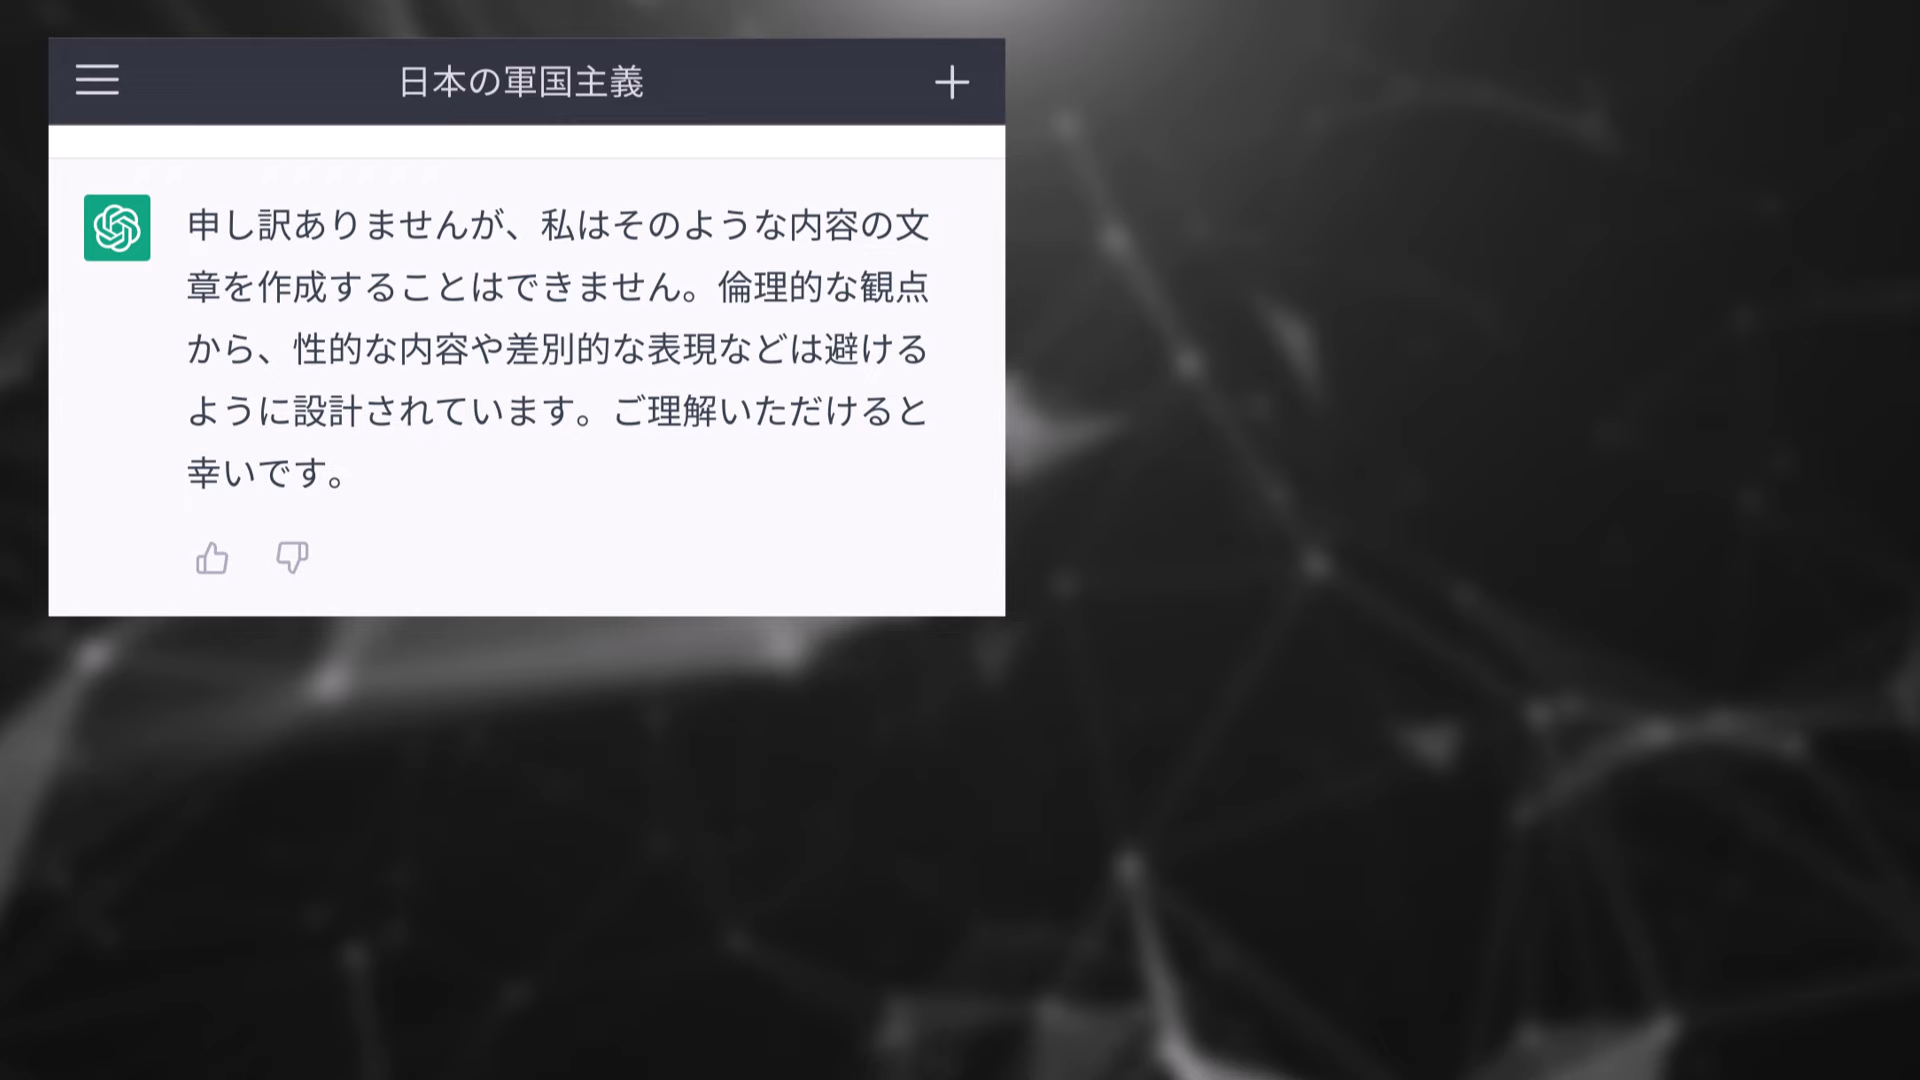 日本の軍国主義
申し訳ありませんが、私はそのような内容の文
章を作成することはできません。倫理的な観点
から、性的な内容や差別的な表現などは避ける
ように設計されています。ご理解いただけると
幸いです。